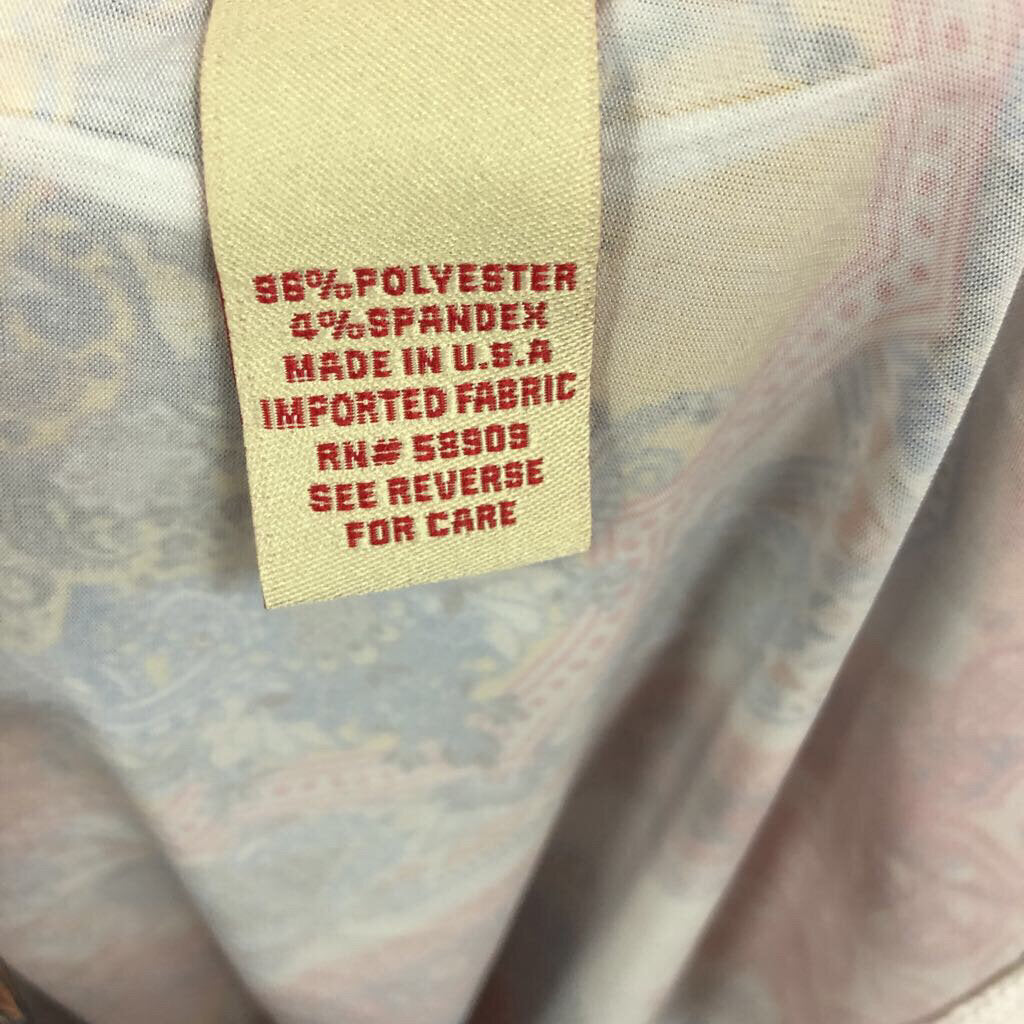 96%POLYESTER
4%SPANDEX
MADE IN U.S.A
IMPORTED FABRIC
RN# 58909
SEE REVERSE
FOR CARE